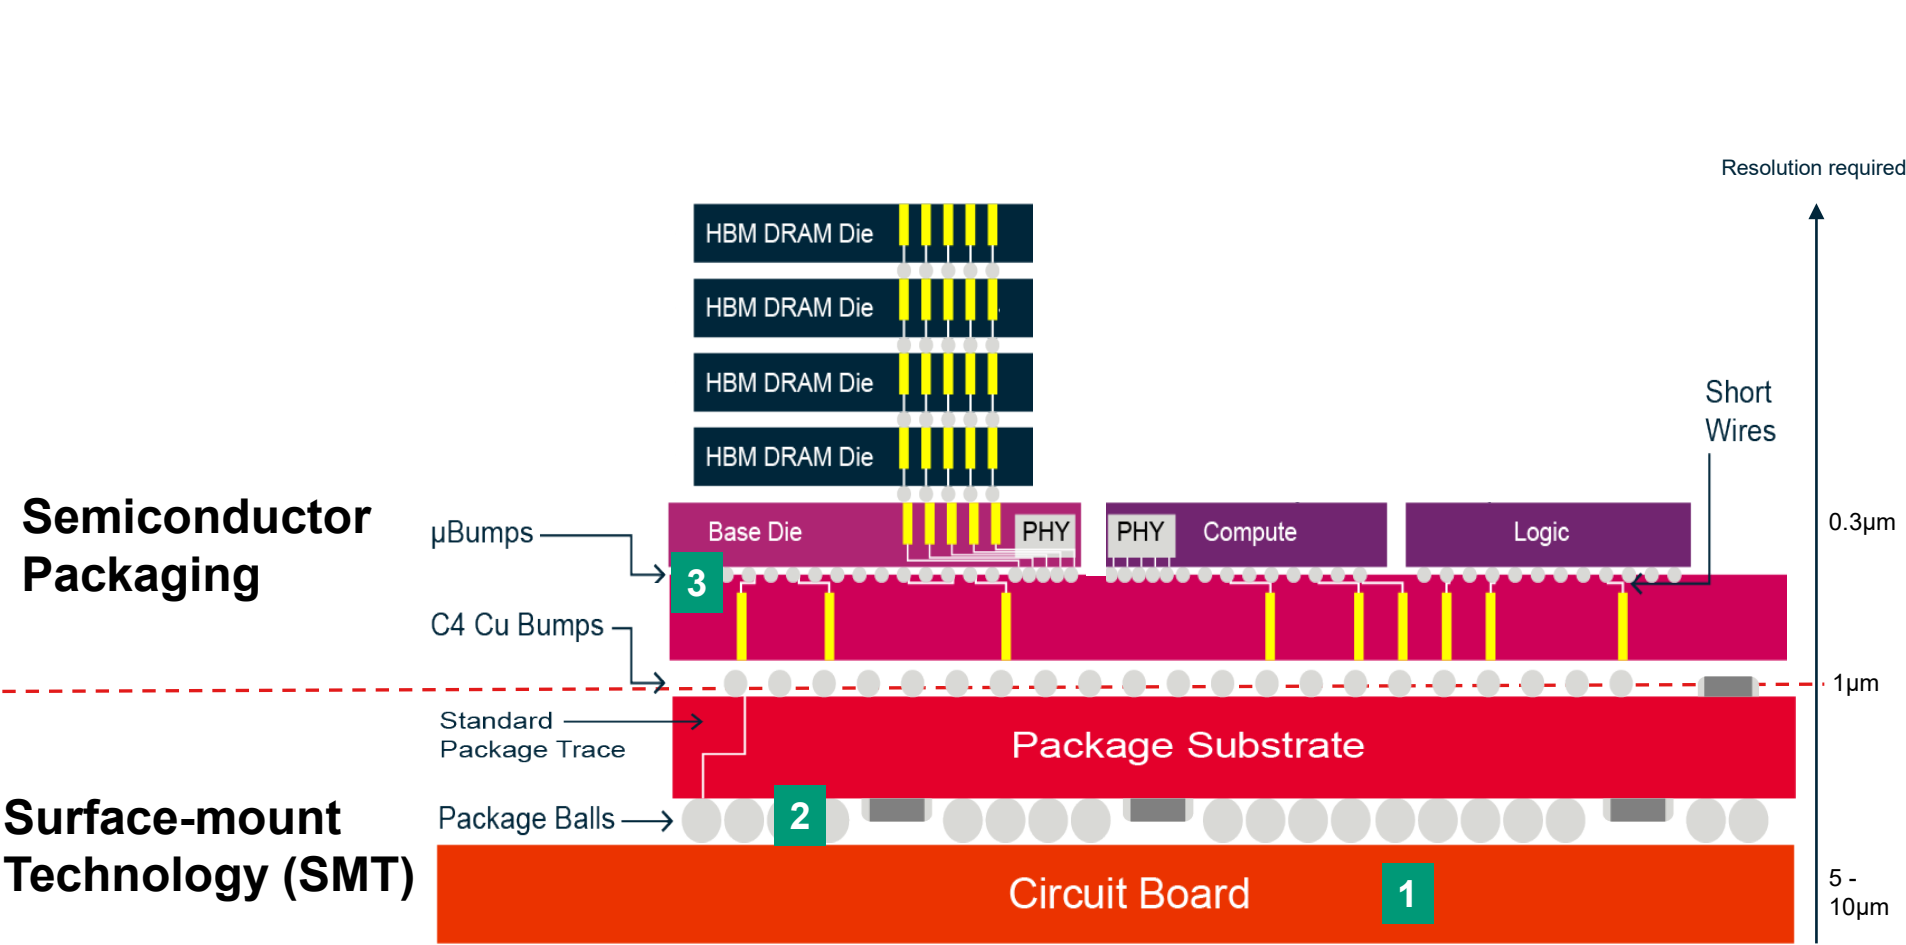 Resolution required
HBM DRAM Die
HBM DRAM Die
HBM DRAM Die
HBM DRAM Die
Short
Wires
Semiconductor
Packaging
µBumps
Base Die
PHY
PHY
Compute
Logic
0.3µm
3
C4 Cu Bumps
1µm
Standard
Package Trace
Package Substrate
Surface-mount
Technology (SMT)
Package Balls
2
Circuit Board
1
5 -
10µm